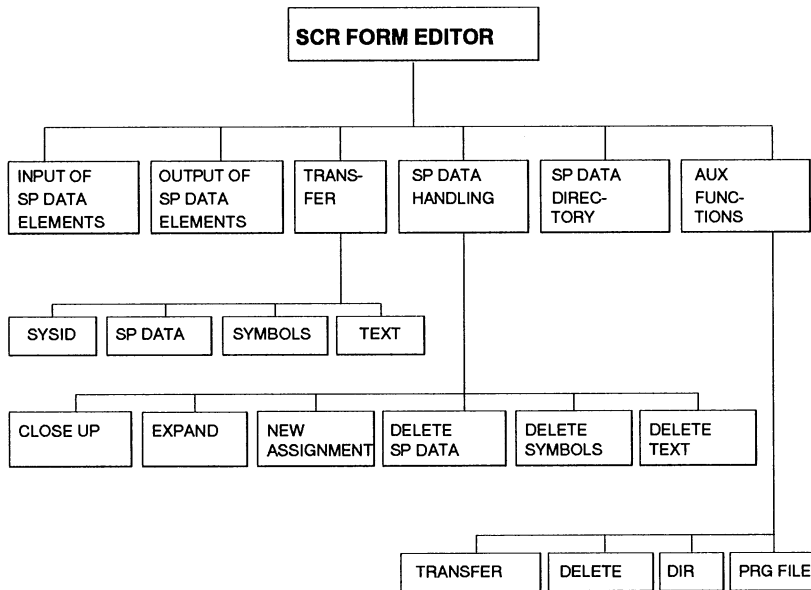 SCR FORM EDITOR
INPUT OF
SP DATA
ELEMENTS
OUTPUT OF
SP DATA
ELEMENTS
TRANS-
FER
SP DATA
HANDLING
SP DATA
DIREC-
TORY
AUX
FUNC-
TIONS
SYSID
SP DATA
SYMBOLS
TEXT
CLOSE UP
EXPAND
NEW
ASSIGNMENT
DELETE
SP DATA
DELETE
SYMBOLS
DELETE
TEXT
TRANSFER
DELETE
DIR
PRG FILE